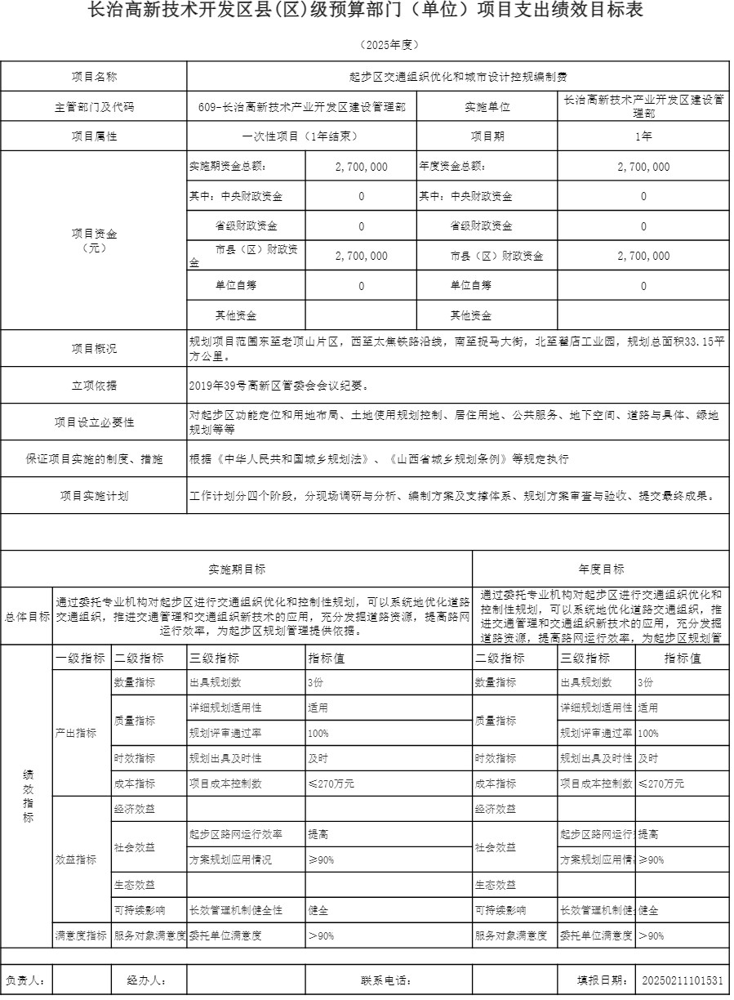 长治高新技术开发区县(区)级预算部门（单位）项目支出绩效目标表
（2025年度）
项目名称 起步区交通组织优化和城市设计控规编制费
主管部门及代码 609-长治高新技术产业开发区建设管理部 实施单位 长治高新技术产业开发区建设管
理部
项目属性 一次性项目（1年结束） 项目期 1年
项目资金
（元）
实施期资金总额： 2,700,000 年度资金总额： 2,700,000
其中：中央财政资金 0 其中：中央财政资金 0
省级财政资金 0 省级财政资金 0
市县（区）财政资
金 2,700,000 市县（区）财政资金 2,700,000
单位自筹 0 单位自筹 0
其他资金 其他资金
项目概况 规划项目范围东至老顶山片区，西至太焦铁路沿线，南至捉马大街，北至翟店工业园，规划总面积33.15平
方公里。
立项依据 2019年39号高新区管委会会议纪要。
项目设立必要性 对起步区功能定位和用地布局、土地使用规划控制、居住用地、公共服务、地下空间、道路与具体、绿地
规划等等
保证项目实施的制度、措施 根据《中华人民共和国城乡规划法》、《山西省城乡规划条例》等规定执行
项目实施计划 工作计划分四个阶段，分现场调研与分析、编制方案及支撑体系、规划方案审查与验收、提交最终成果。
实施期目标 年度目标
总体目标
通过委托专业机构对起步区进行交通组织优化和控制性规划，可以系统地优化道路
交通组织，推进交通管理和交通组织新技术的应用，充分发掘道路资源，提高路网
运行效率，为起步区规划管理提供依据。
通过委托专业机构对起步区进行交通组织优化和
控制性规划，可以系统地优化道路交通组织，推
进交通管理和交通组织新技术的应用，充分发掘
道路资源，提高路网运行效率，为起步区规划管
绩
效
指
标
一级指标 二级指标 三级指标 指标值 二级指标 三级指标 指标值
产出指标
数量指标 出具规划数 3份 数量指标 出具规划数 3份
质量指标 详细规划适用性 适用 质量指标 详细规划适用性 适用
规划评审通过率 100% 规划评审通过率 100%
时效指标 规划出具及时性 及时 时效指标 规划出具及时性 及时
成本指标 项目成本控制数 ≤270万元 成本指标 项目成本控制数 ≤270万元
效益指标
经济效益 经济效益
社会效益 起步区路网运行效率 提高 社会效益 起步区路网运行 提高
方案规划应用情况 ≥90% 方案规划应用情 ≥90%
生态效益 生态效益
可持续影响 长效管理机制健全性 健全 可持续影响 长效管理机制健 健全
满意度指标 服务对象满意度 委托单位满意度 >90% 服务对象满意度 委托单位满意度 >90%
负责人： 经办人： 联系电话： 填报日期： 20250211101531